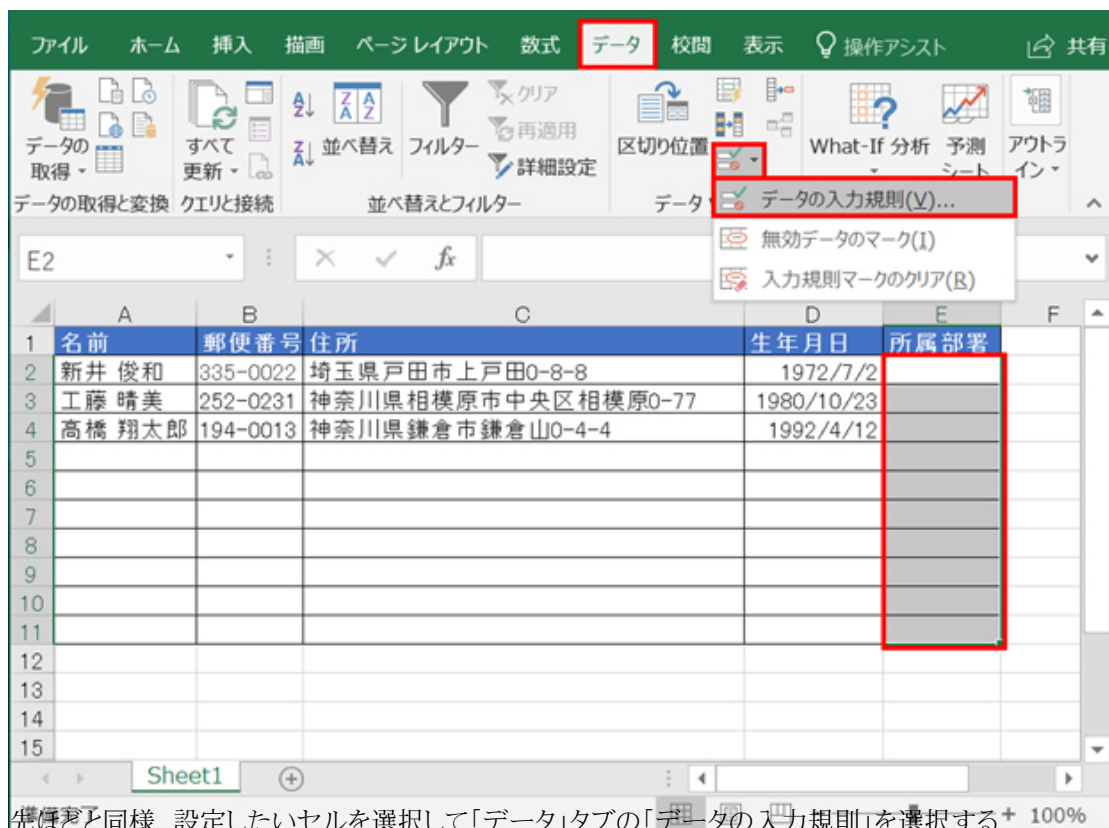 ファイル ホーム 挿入 描画 ページ レイアウト 数式 データ 校閲 表示 操作アシスト 共有
データの取得 すべて更新 並べ替え フィルター クリア 再適用 詳細設定 区切り位置 What-If 分析 予測シート アウトライン
データの取得と変換 クエリと接続 並べ替えとフィルター データ
データの入力規則(V)...
無効データのマーク(I)
入力規則マークのクリア(R)
E2 fx
A B C D E F
1 名前 郵便番号 住所 生年月日 所属部署
2 新井 俊和 335-0022 埼玉県戸田市上戸田0-8-8 1972/7/2
3 工藤 晴美 252-0231 神奈川県相模原市中央区相模原0-77 1980/10/23
4 高橋 翔太郎 194-0013 神奈川県鎌倉市鎌倉山0-4-4 1992/4/12
5
6
7
8
9
10
11
12
13
14
15
Sheet1
準備完了 100%
先ほどと同様、設定したいセルを選択して「データ」タブの「データの入力規則」を選択する